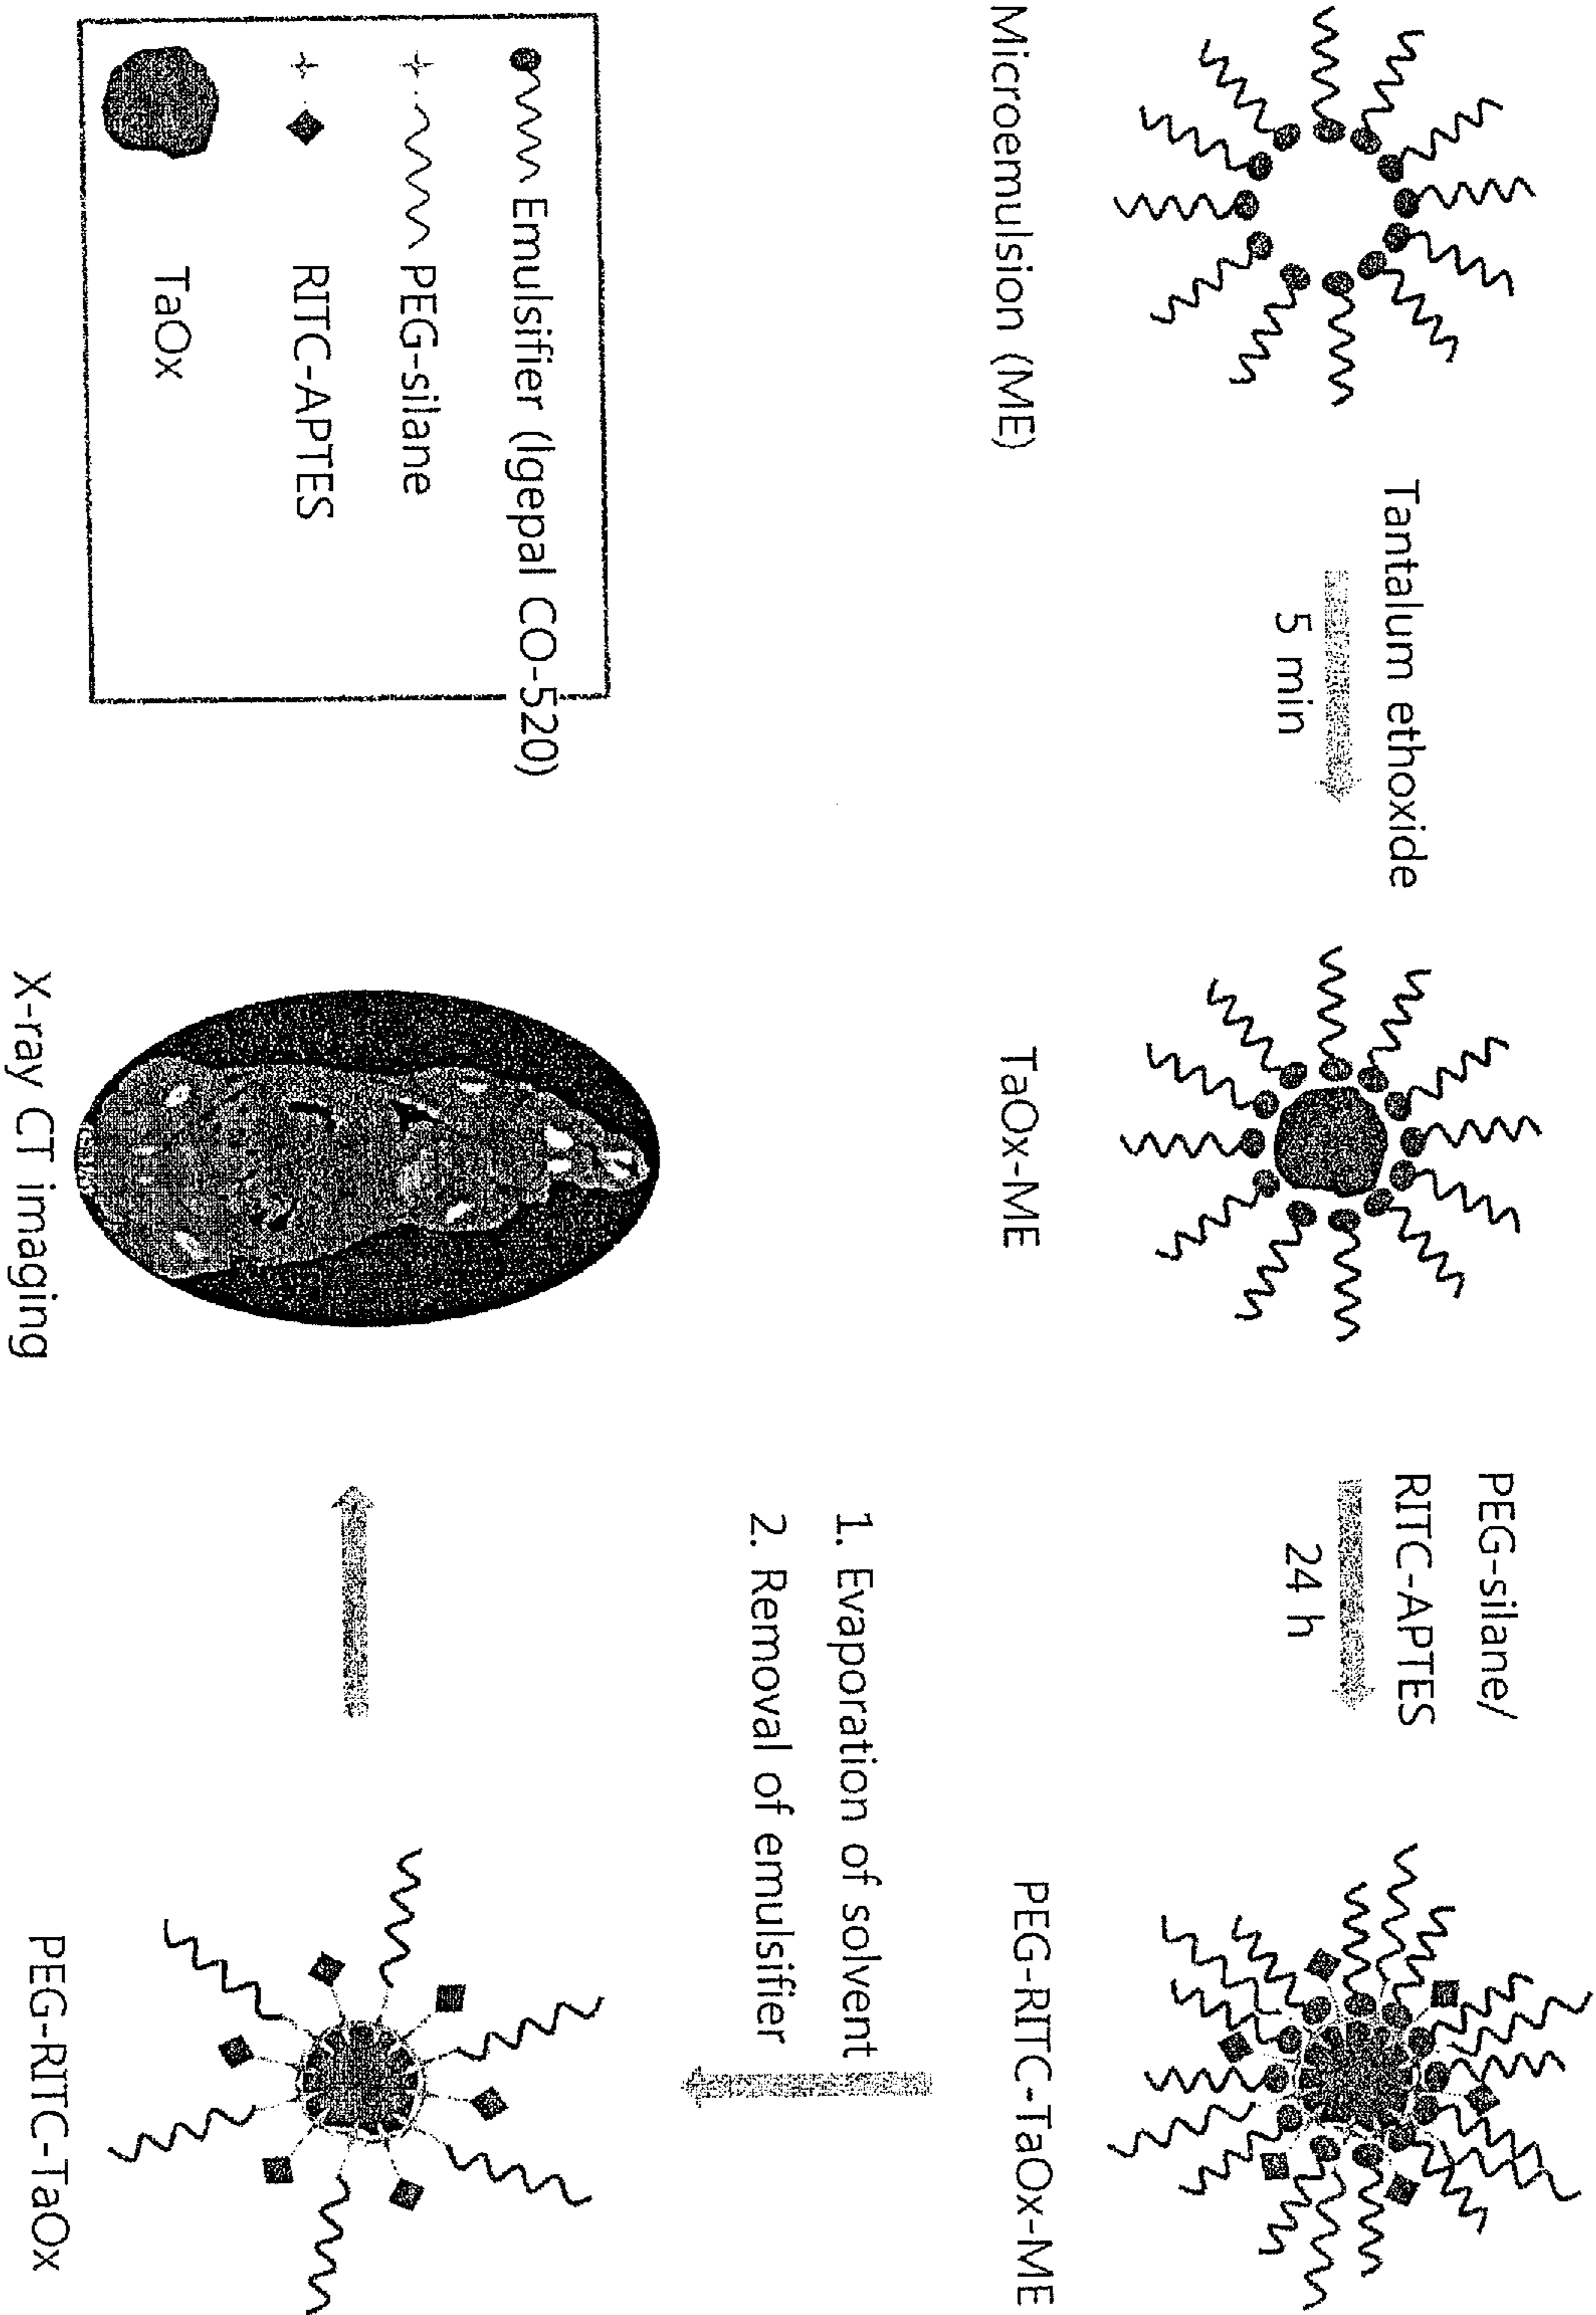 Tantalum ethoxide
5 min
PEG-silane/
RITC-APTES
24 h
Microemulsion (ME)
TaOx-ME
PEG-RITC-TaOx-ME
1. Evaporation of solvent
2. Removal of emulsifier
Emulsifier (Igepal CO-520)
PEG-silane
RITC-APTES
TaOx
X-ray CT imaging
PEG-RITC-TaOx